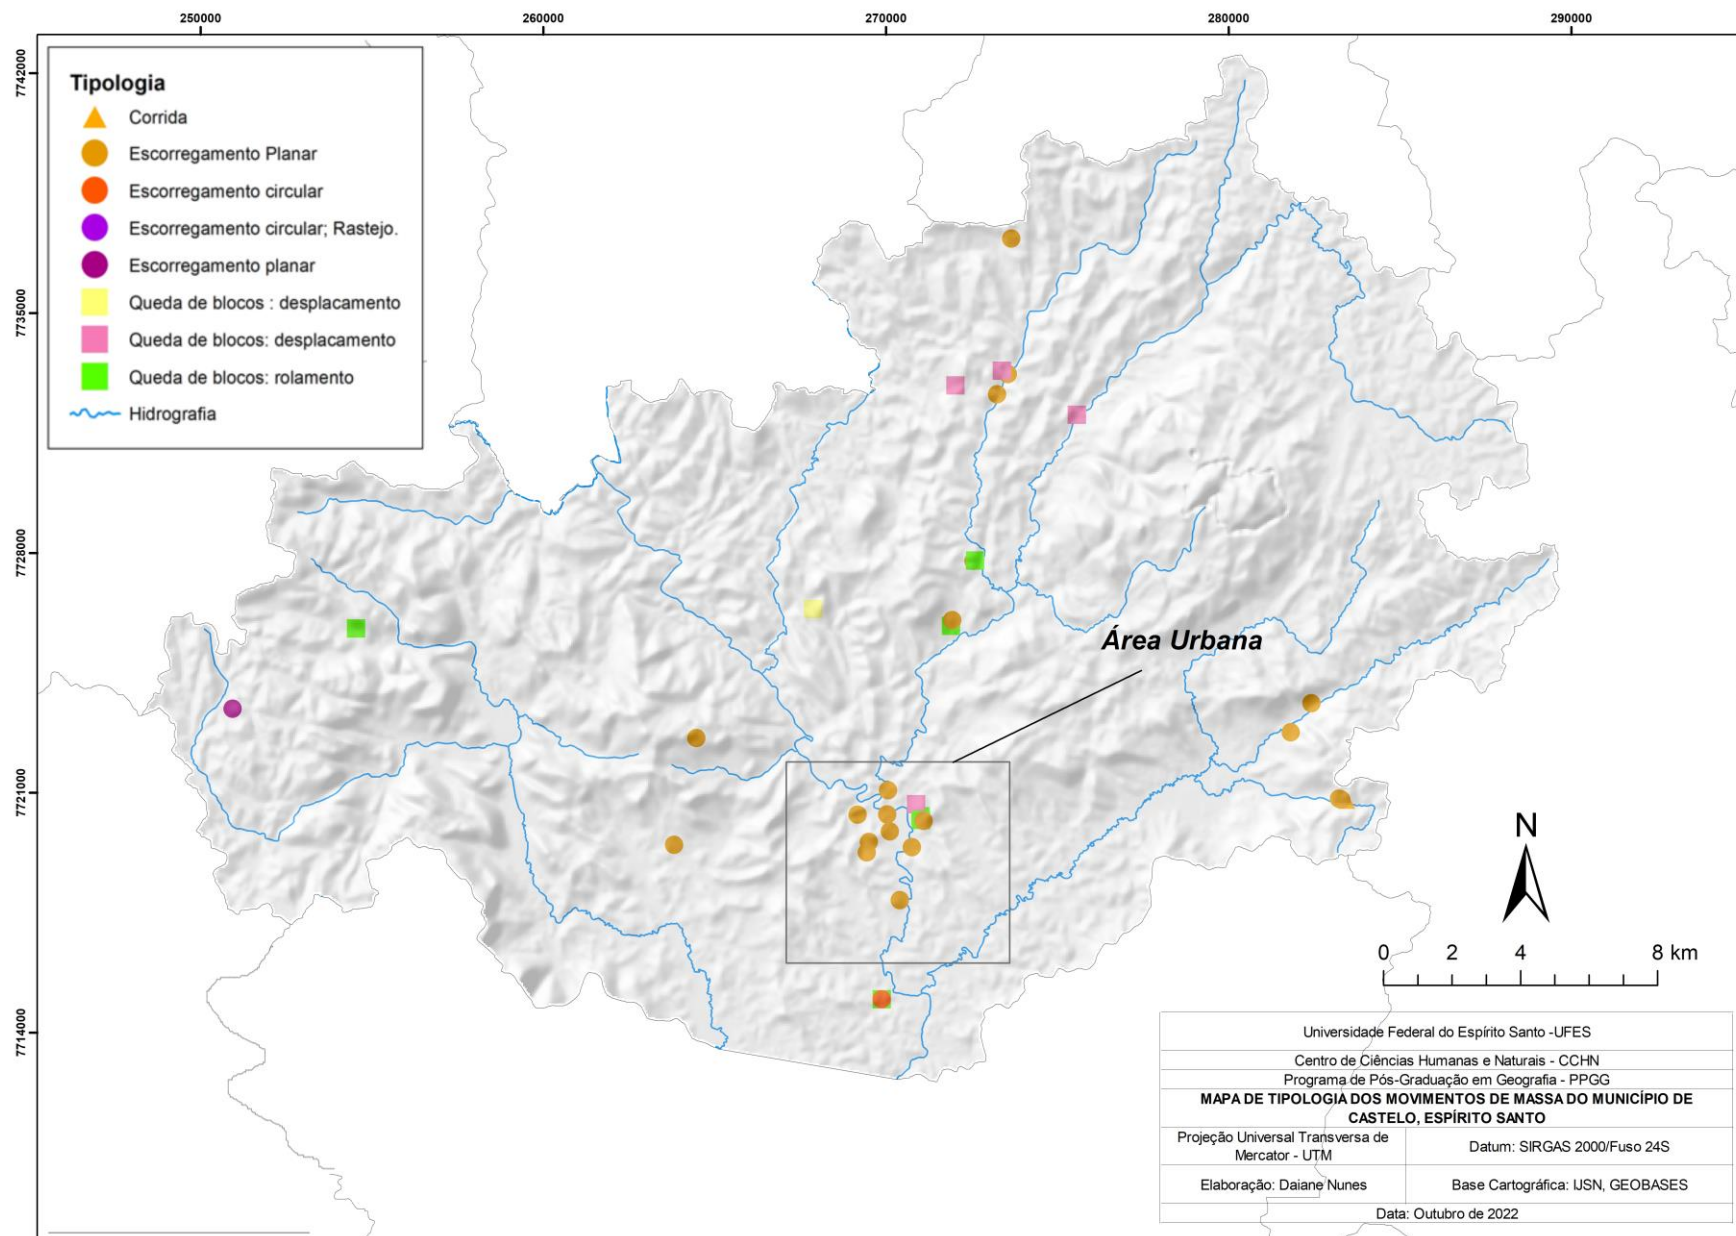 250000
260000
270000
280000
290000
7742000
7735000
7728000
7721000
7714000
Tipologia
Corrida
Escorregamento Planar
Escorregamento circular
Escorregamento circular; Rastejo.
Escorregamento planar
Queda de blocos : desplacamento
Queda de blocos: desplacamento
Queda de blocos: rolamento
Hidrografia
Área Urbana
N
0 2 4 8 km
Universidade Federal do Espírito Santo -UFES
Centro de Ciências Humanas e Naturais - CCHN
Programa de Pós-Graduação em Geografia - PPGG
MAPA DE TIPOLOGIA DOS MOVIMENTOS DE MASSA DO MUNICÍPIO DE
CASTELO, ESPÍRITO SANTO
Projeção Universal Transversa de
Mercator - UTM
Datum: SIRGAS 2000/Fuso 24S
Elaboração: Daiane Nunes
Base Cartográfica: IJSN, GEOBASES
Data: Outubro de 2022